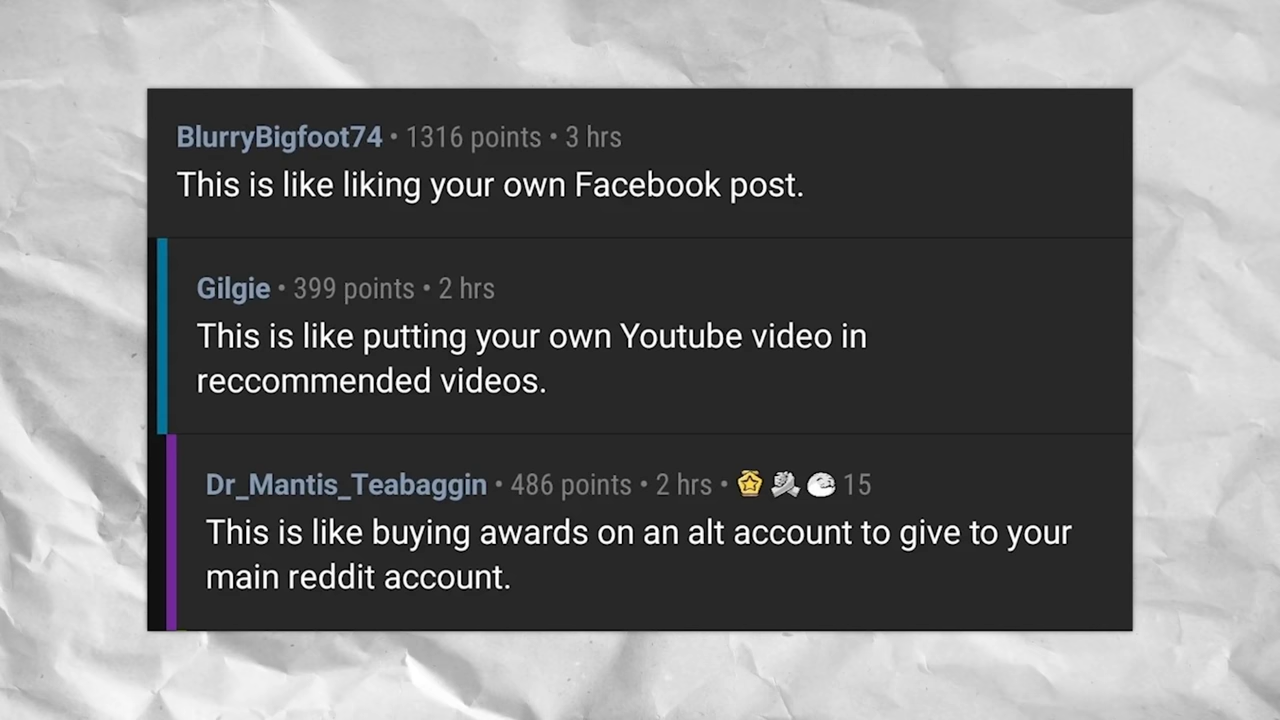 BlurryBigfoot74 • 1316 points • 3 hrs
This is like liking your own Facebook post.
Gilgie • 399 points • 2 hrs
This is like putting your own Youtube video in
reccommended videos.
Dr_Mantis_Teabaggin • 486 points • 2 hrs • 15
This is like buying awards on an alt account to give to your
main reddit account.